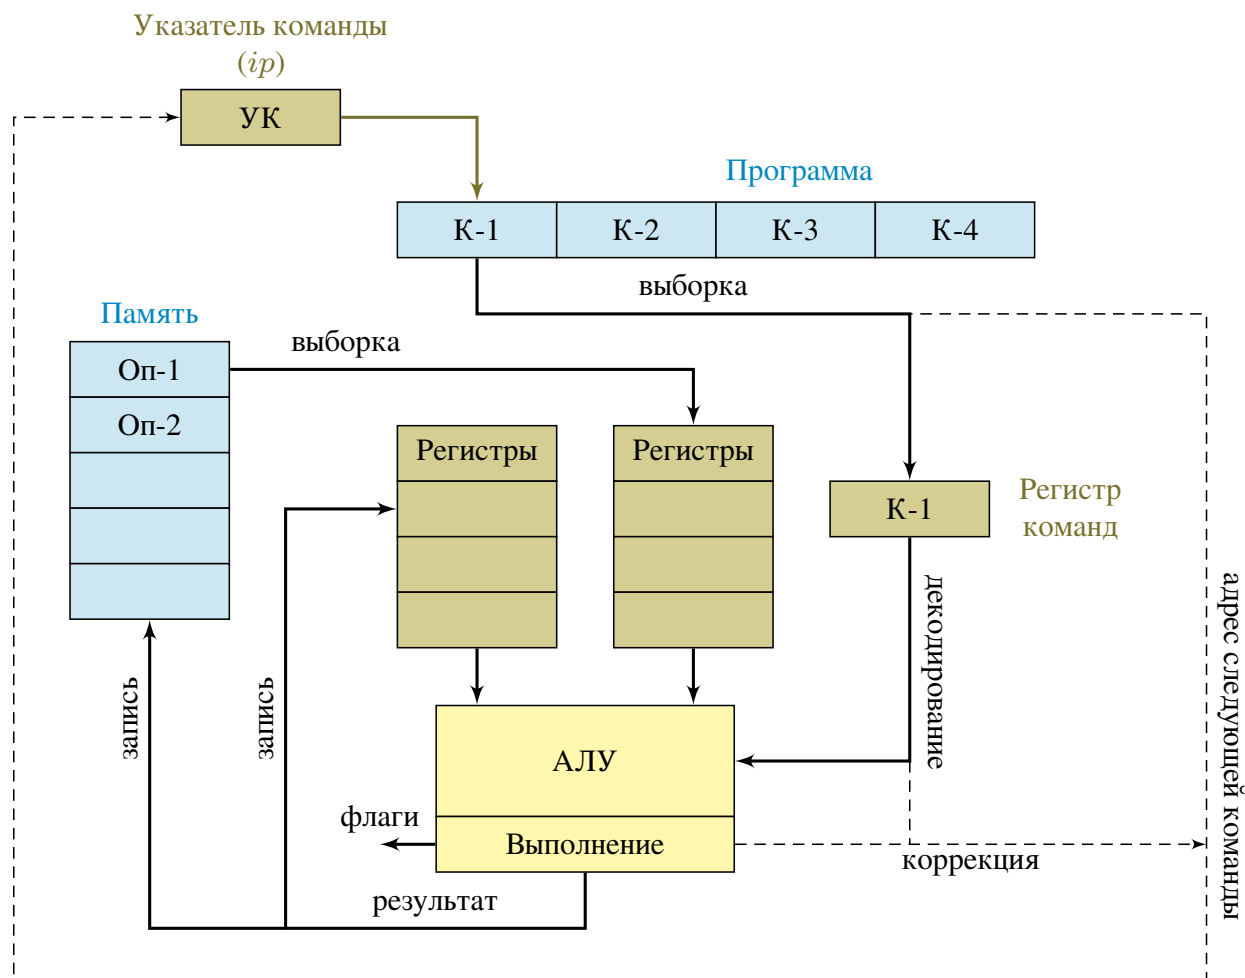 Указатель команды
(ip)
УК
Программа
К-1
К-2
К-3
К-4
выборка
Память
выборка
Оп-1
Оп-2
Регистры
Регистры
К-1
Регистр
команд
декодирование
адрес следующей команды
запись
запись
АЛУ
флаги
Выполнение
коррекция
результат